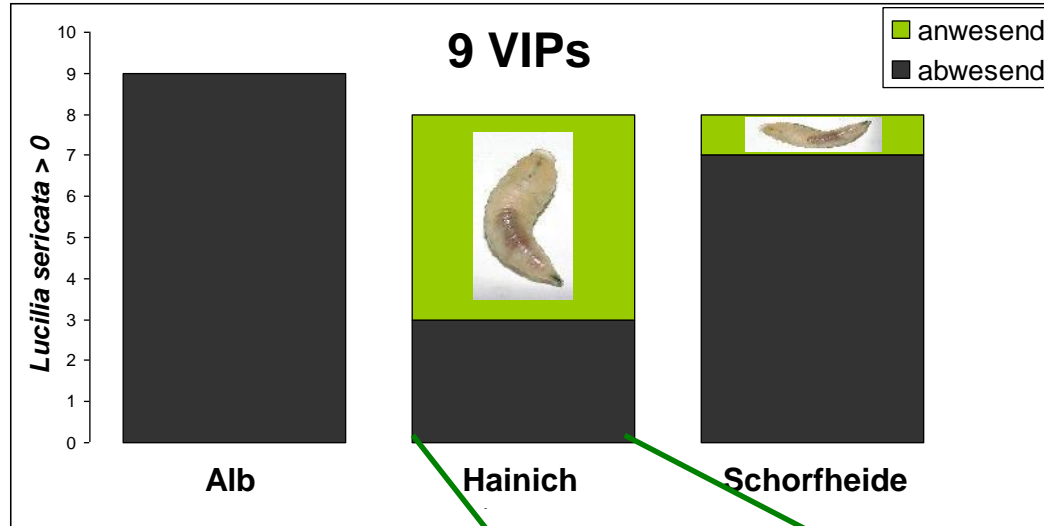 9 VIPs
anwesend
abwesend
Lucilia sericata > 0
10
9
8
7
6
5
4
3
2
1
0
Alb
Hainich
Schorfheide